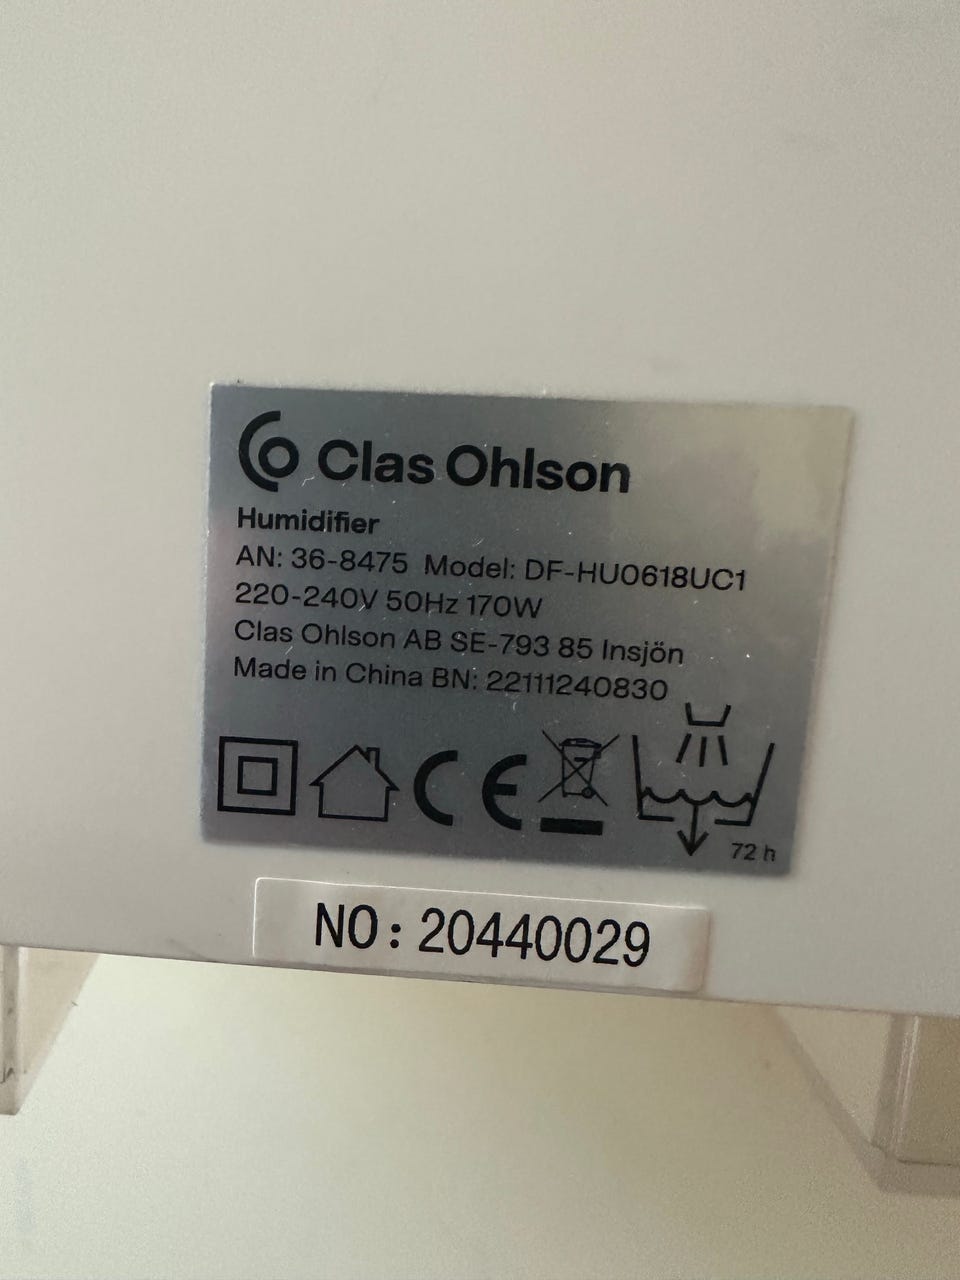 Clas Ohlson
Humidifier
AN: 36-8475 Model: DF-HU0618UC1
220-240V 50Hz 170W
Clas Ohlson AB SE-793 85 Insjön
Made in China BN: 22111240830
CE
72 h
NO: 20440029